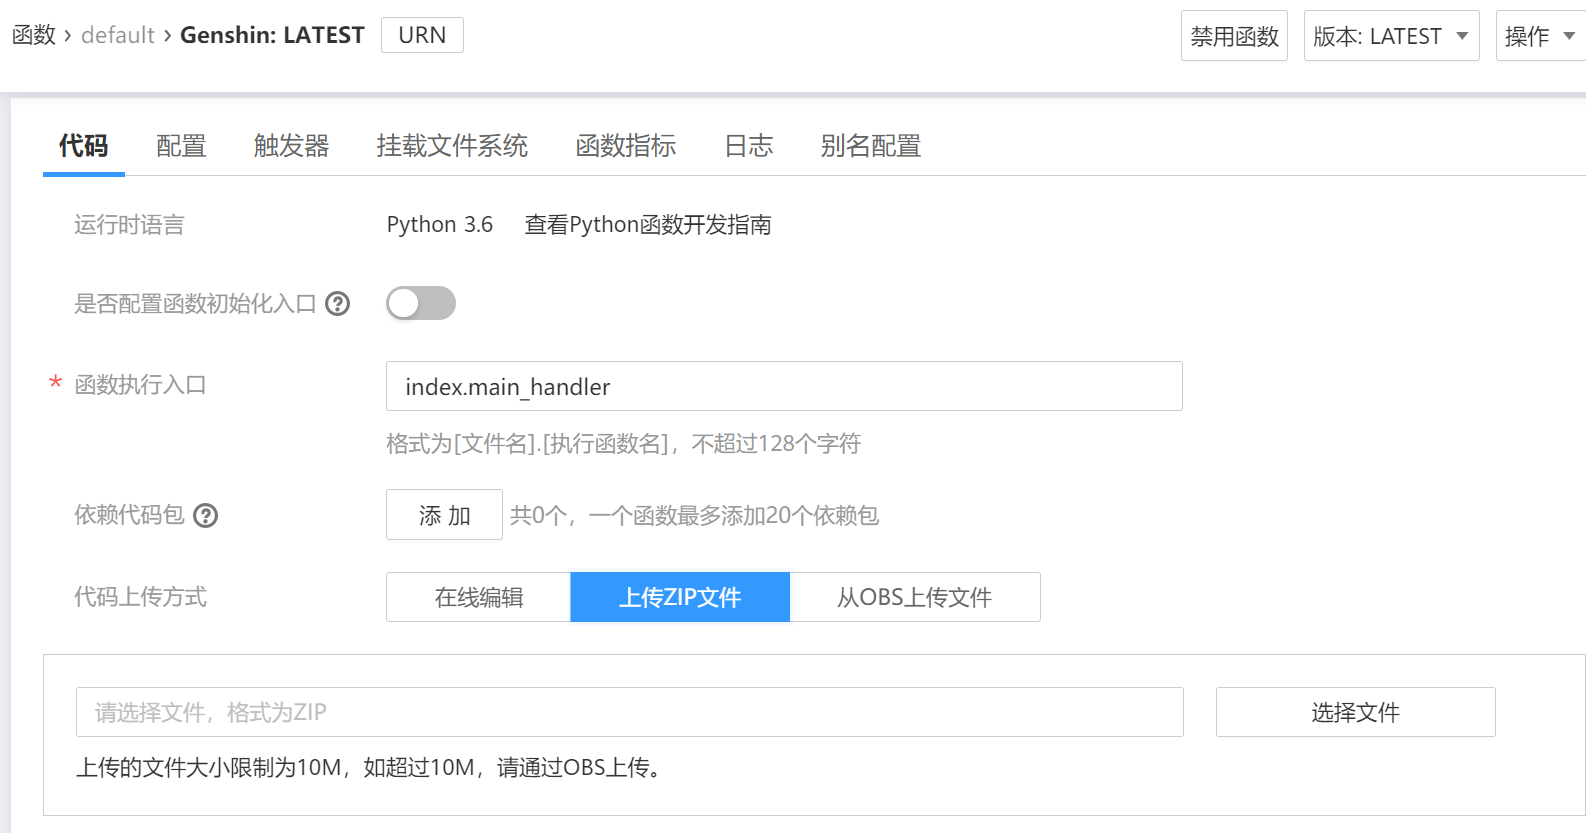 函数 › default › Genshin: LATEST URN 禁用函数 版本: LATEST 操作
代码 配置 触发器 挂载文件系统 函数指标 日志 别名配置
运行时语言 Python 3.6 查看Python函数开发指南
是否配置函数初始化入口 ?
* 函数执行入口 index.main_handler
格式为[文件名].[执行函数名]，不超过128个字符
依赖代码包 ? 添 加 共0个，一个函数最多添加20个依赖包
代码上传方式 在线编辑 上传ZIP文件 从OBS上传文件
请选择文件，格式为ZIP 选择文件
上传的文件大小限制为10M，如超过10M，请通过OBS上传。